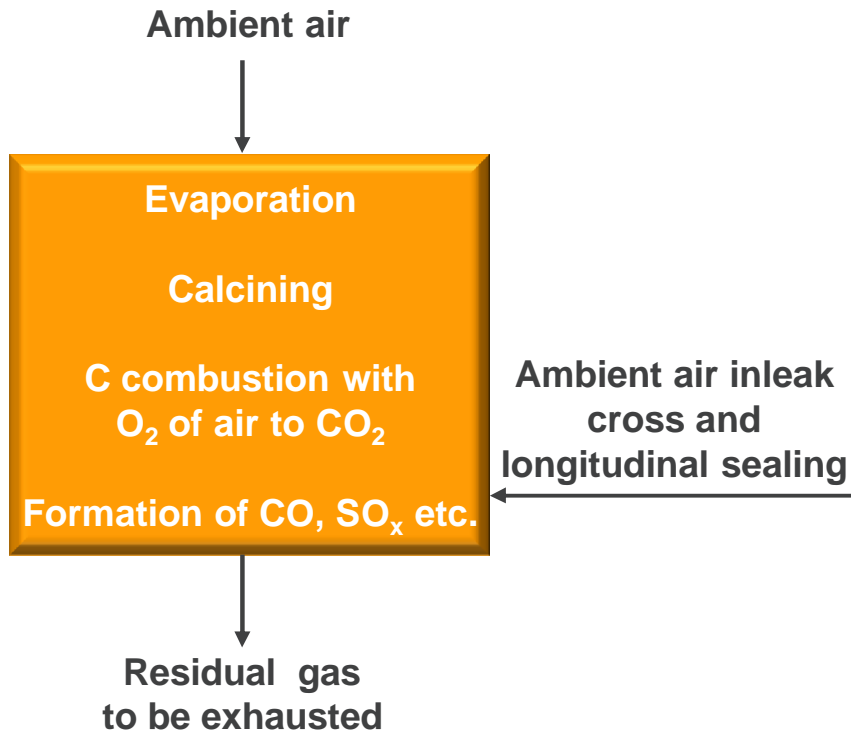 Ambient air
Evaporation
Calcining
C combustion with
O₂ of air to CO₂
Ambient air inleak
cross and
longitudinal sealing
Formation of CO, SOₓ etc.
Residual gas
to be exhausted